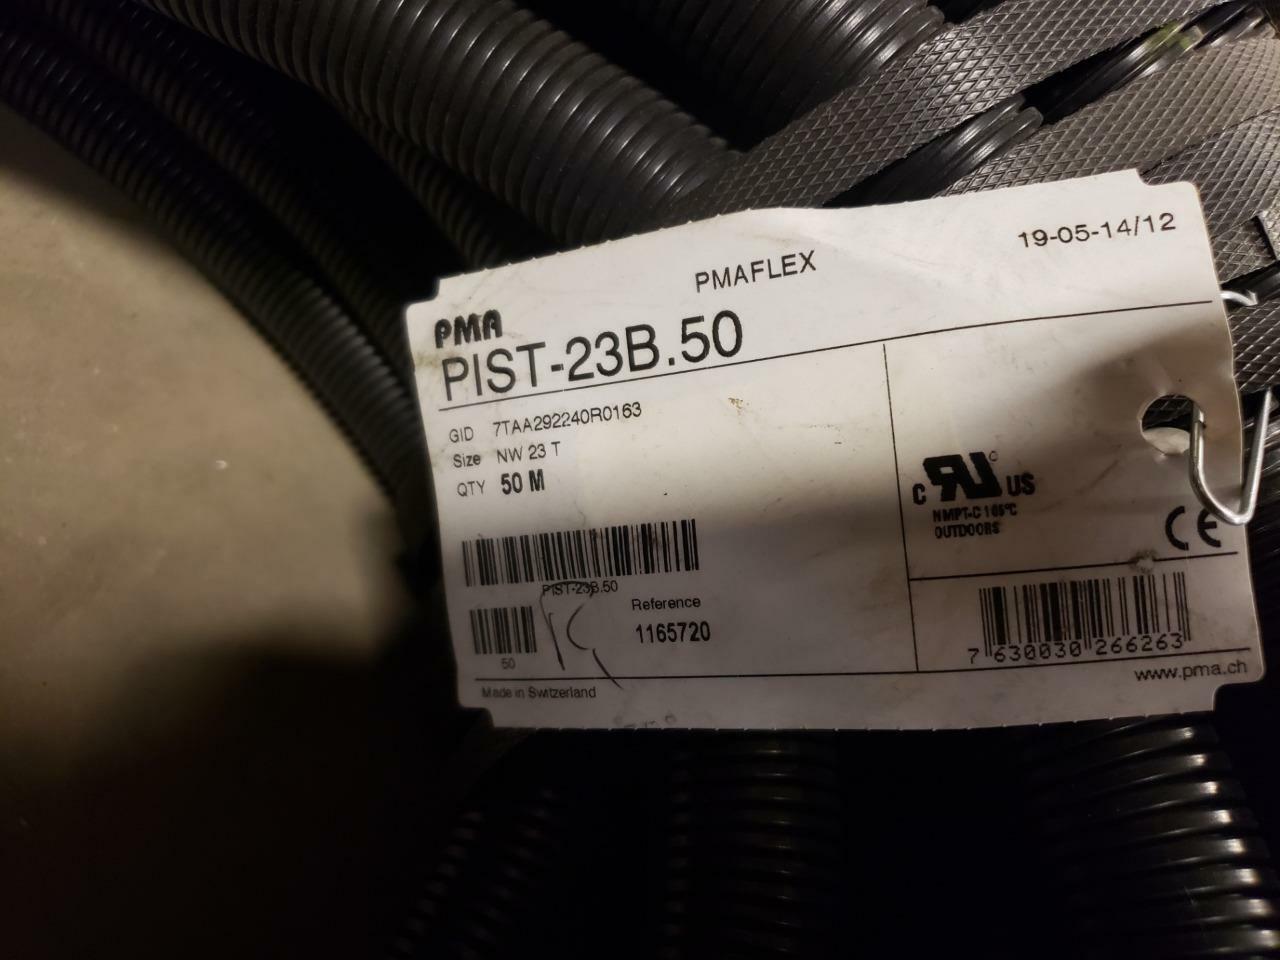 19-05-14/12
PMAFLEX
PMA
PIST-23B.50
GID 7TAA292240R0163
Size NW 23 T
QTY 50 M
PIST-23B.50
50
Reference
1165720
Made in Switzerland
C RU US
NMPT-C 105°C
OUTDOORS
CE
7 630030 266263
www.pma.ch